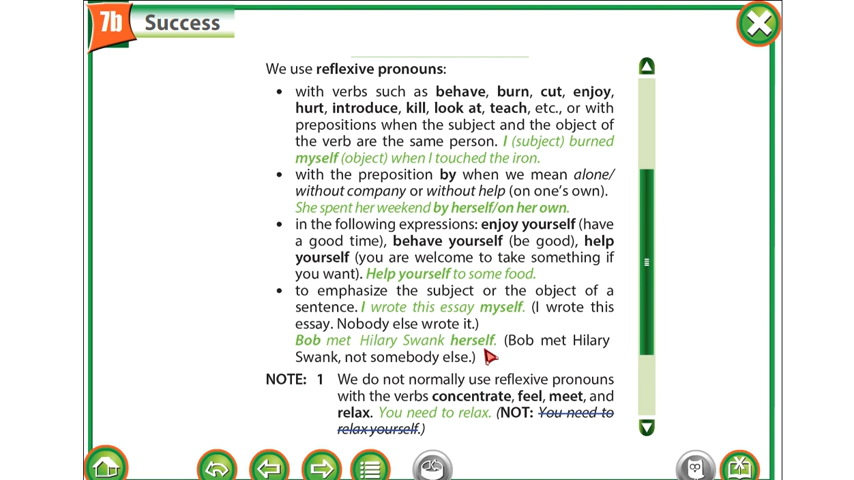 7b Success
We use reflexive pronouns:
• with verbs such as behave, burn, cut, enjoy,
hurt, introduce, kill, look at, teach, etc., or with
prepositions when the subject and the object of
the verb are the same person. I (subject) burned
myself (object) when I touched the iron.
• with the preposition by when we mean alone/
without company or without help (on one's own).
She spent her weekend by herself/on her own.
• in the following expressions: enjoy yourself (have
a good time), behave yourself (be good), help
yourself (you are welcome to take something if
you want). Help yourself to some food.
• to emphasize the subject or the object of a
sentence. I wrote this essay myself. (I wrote this
essay. Nobody else wrote it.)
Bob met Hilary Swank herself. (Bob met Hilary
Swank, not somebody else.)
NOTE: 1 We do not normally use reflexive pronouns
with the verbs concentrate, feel, meet, and
relax. You need to relax. (NOT: You need to
relax yourself.)